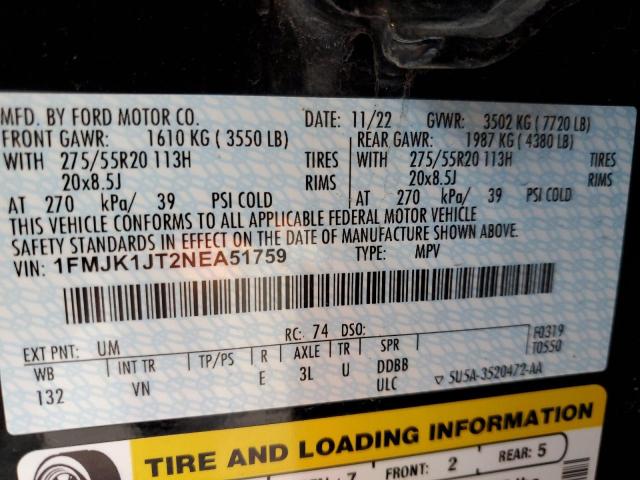 MFD. BY FORD MOTOR CO. DATE: 11/22 GVWR: 3502 KG ( 7720 LB)
FRONT GAWR: 1610 KG ( 3550 LB) REAR GAWR: 1987 KG ( 4380 LB)
WITH 275/55R20 113H TIRES WITH 275/55R20 113H TIRES
20x8.5J RIMS 20x8.5J RIMS
AT 270 kPa/ 39 PSI COLD AT 270 kPa/ 39 PSI COLD
THIS VEHICLE CONFORMS TO ALL APPLICABLE FEDERAL MOTOR VEHICLE
SAFETY STANDARDS IN EFFECT ON THE DATE OF MANUFACTURE SHOWN ABOVE.
VIN: 1FMJK1JT2NEA51759 TYPE: MPV
F0319
T0550
EXT PNT: UM RC: 74 DSO:
WB INT TR TP/PS R AXLE TR SPR
132 VN E 3L U DDBB
ULC ▽ 5U5A-3520472-AA
TIRE AND LOADING INFORMATION
7 FRONT: 2 REAR: 5